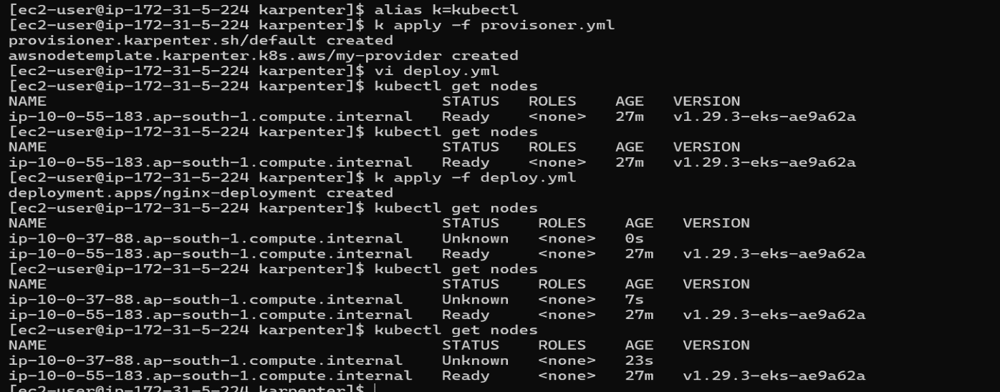 [ec2-user@ip-172-31-5-224 karpenter]$ alias k=kubectl
[ec2-user@ip-172-31-5-224 karpenter]$ k apply -f provisoner.yml
provisioner.karpenter.sh/default created
awsnodetemplate.karpenter.k8s.aws/my-provider created
[ec2-user@ip-172-31-5-224 karpenter]$ vi deploy.yml
[ec2-user@ip-172-31-5-224 karpenter]$ kubectl get nodes
NAME STATUS ROLES AGE VERSION
ip-10-0-55-183.ap-south-1.compute.internal Ready <none> 27m v1.29.3-eks-ae9a62a
[ec2-user@ip-172-31-5-224 karpenter]$ kubectl get nodes
NAME STATUS ROLES AGE VERSION
ip-10-0-55-183.ap-south-1.compute.internal Ready <none> 27m v1.29.3-eks-ae9a62a
[ec2-user@ip-172-31-5-224 karpenter]$ k apply -f deploy.yml
deployment.apps/nginx-deployment created
[ec2-user@ip-172-31-5-224 karpenter]$ kubectl get nodes
NAME STATUS ROLES AGE VERSION
ip-10-0-37-88.ap-south-1.compute.internal Unknown <none> 0s
ip-10-0-55-183.ap-south-1.compute.internal Ready <none> 27m v1.29.3-eks-ae9a62a
[ec2-user@ip-172-31-5-224 karpenter]$ kubectl get nodes
NAME STATUS ROLES AGE VERSION
ip-10-0-37-88.ap-south-1.compute.internal Unknown <none> 7s
ip-10-0-55-183.ap-south-1.compute.internal Ready <none> 27m v1.29.3-eks-ae9a62a
[ec2-user@ip-172-31-5-224 karpenter]$ kubectl get nodes
NAME STATUS ROLES AGE VERSION
ip-10-0-37-88.ap-south-1.compute.internal Unknown <none> 23s
ip-10-0-55-183.ap-south-1.compute.internal Ready <none> 27m v1.29.3-eks-ae9a62a
[ec2-user@ip-172-31-5-224 karpenter]$